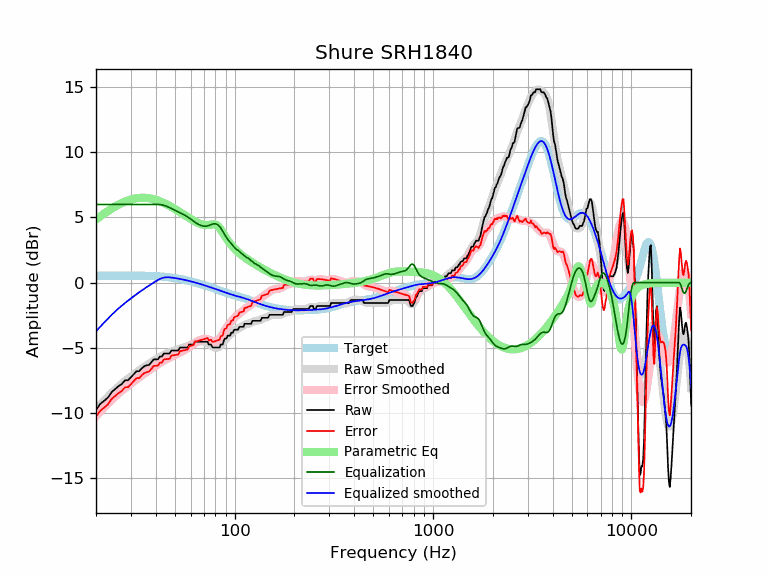 Shure SRH1840
Amplitude (dBr)
15
10
5
0
−5
−10
−15
Target
Raw Smoothed
Error Smoothed
Raw
Error
Parametric Eq
Equalization
Equalized smoothed
100
1000
10000
Frequency (Hz)